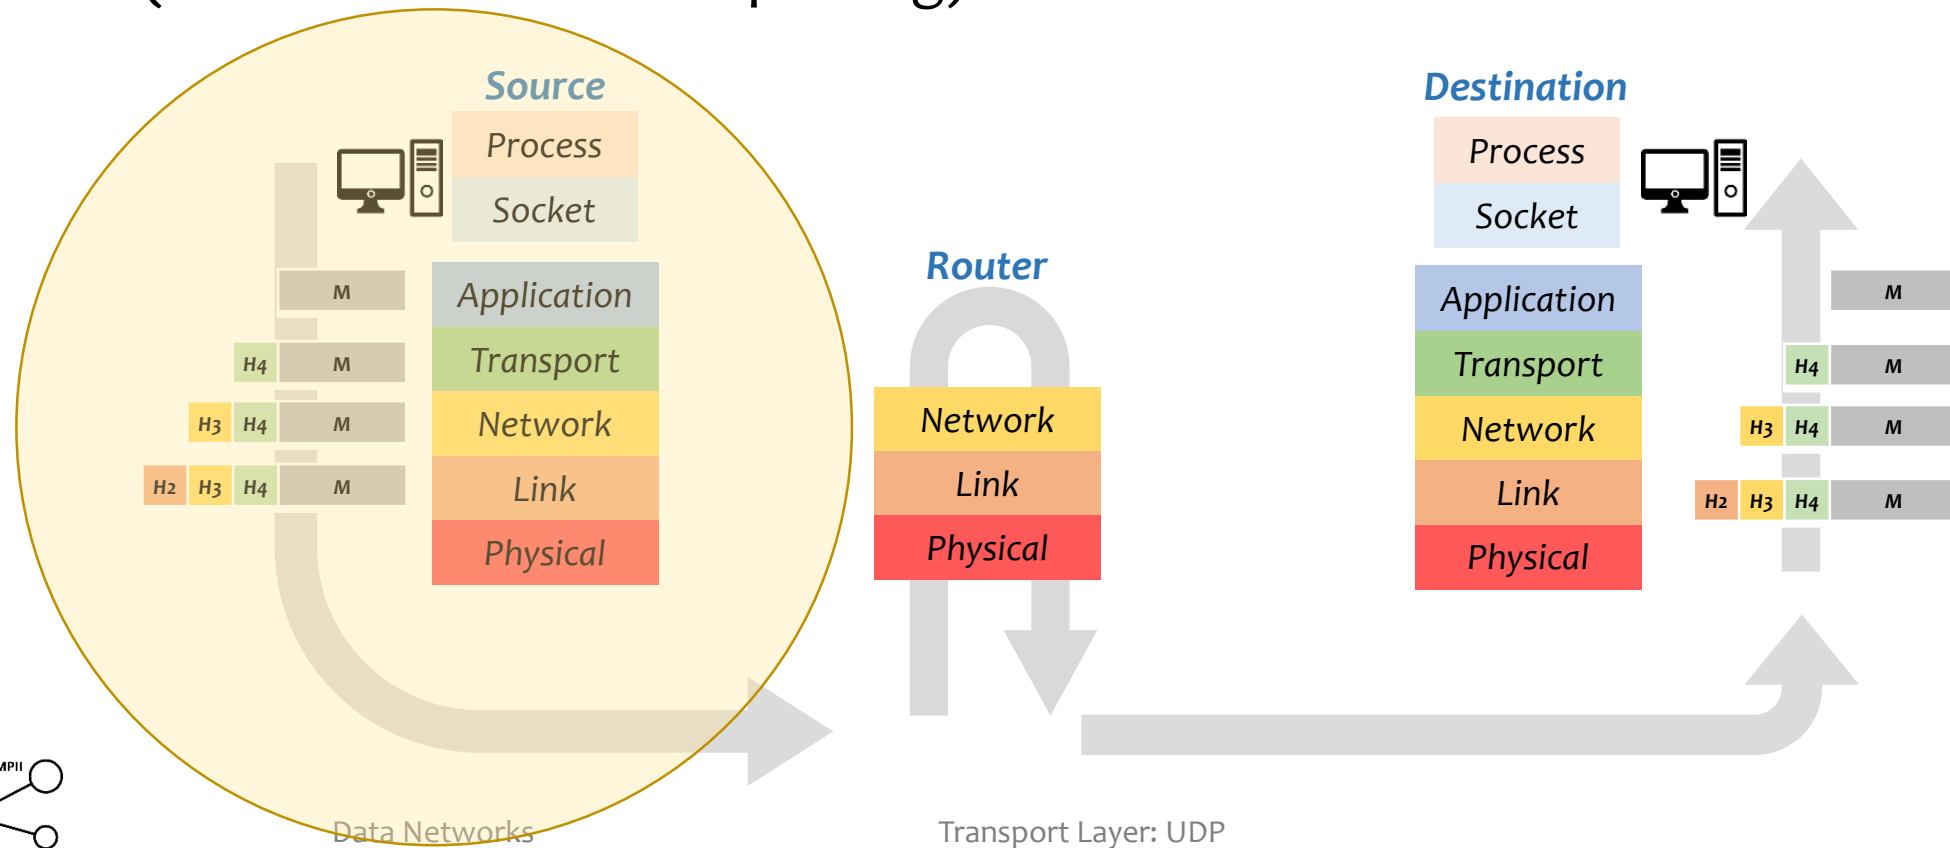 Source
Process
Socket
M
Application
H4 M
Transport
H3 H4 M
Network
H2 H3 H4 M
Link
Physical
Router
Network
Link
Physical
Destination
Process
Socket
Application
M
Transport
H4 M
Network
H3 H4 M
Link
H2 H3 H4 M
Physical
Data Networks
Transport Layer: UDP